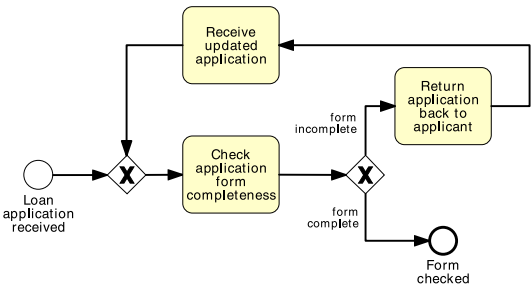 Receive
updated
application
Return
application
back to
applicant
form
incomplete
Check
application
form
completeness
X
X
Loan
application
received
form
complete
Form
checked